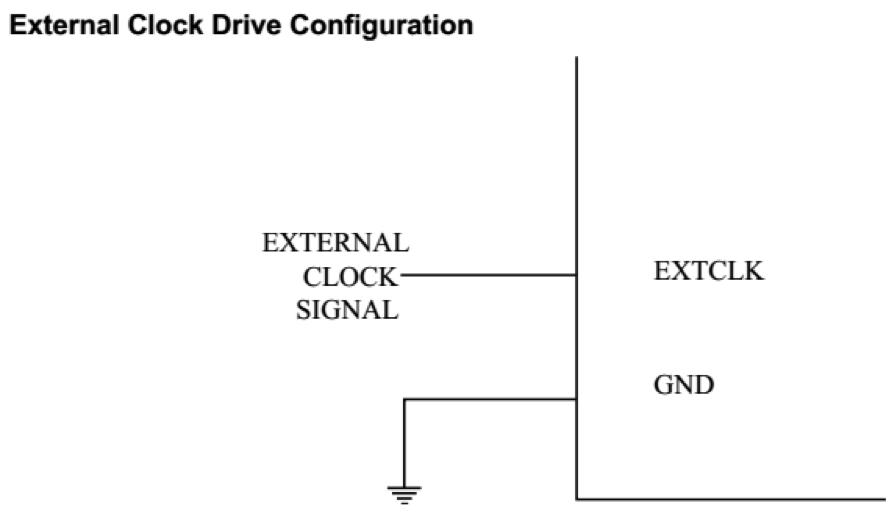 External Clock Drive Configuration
EXTERNAL
CLOCK
SIGNAL
EXTCLK
GND